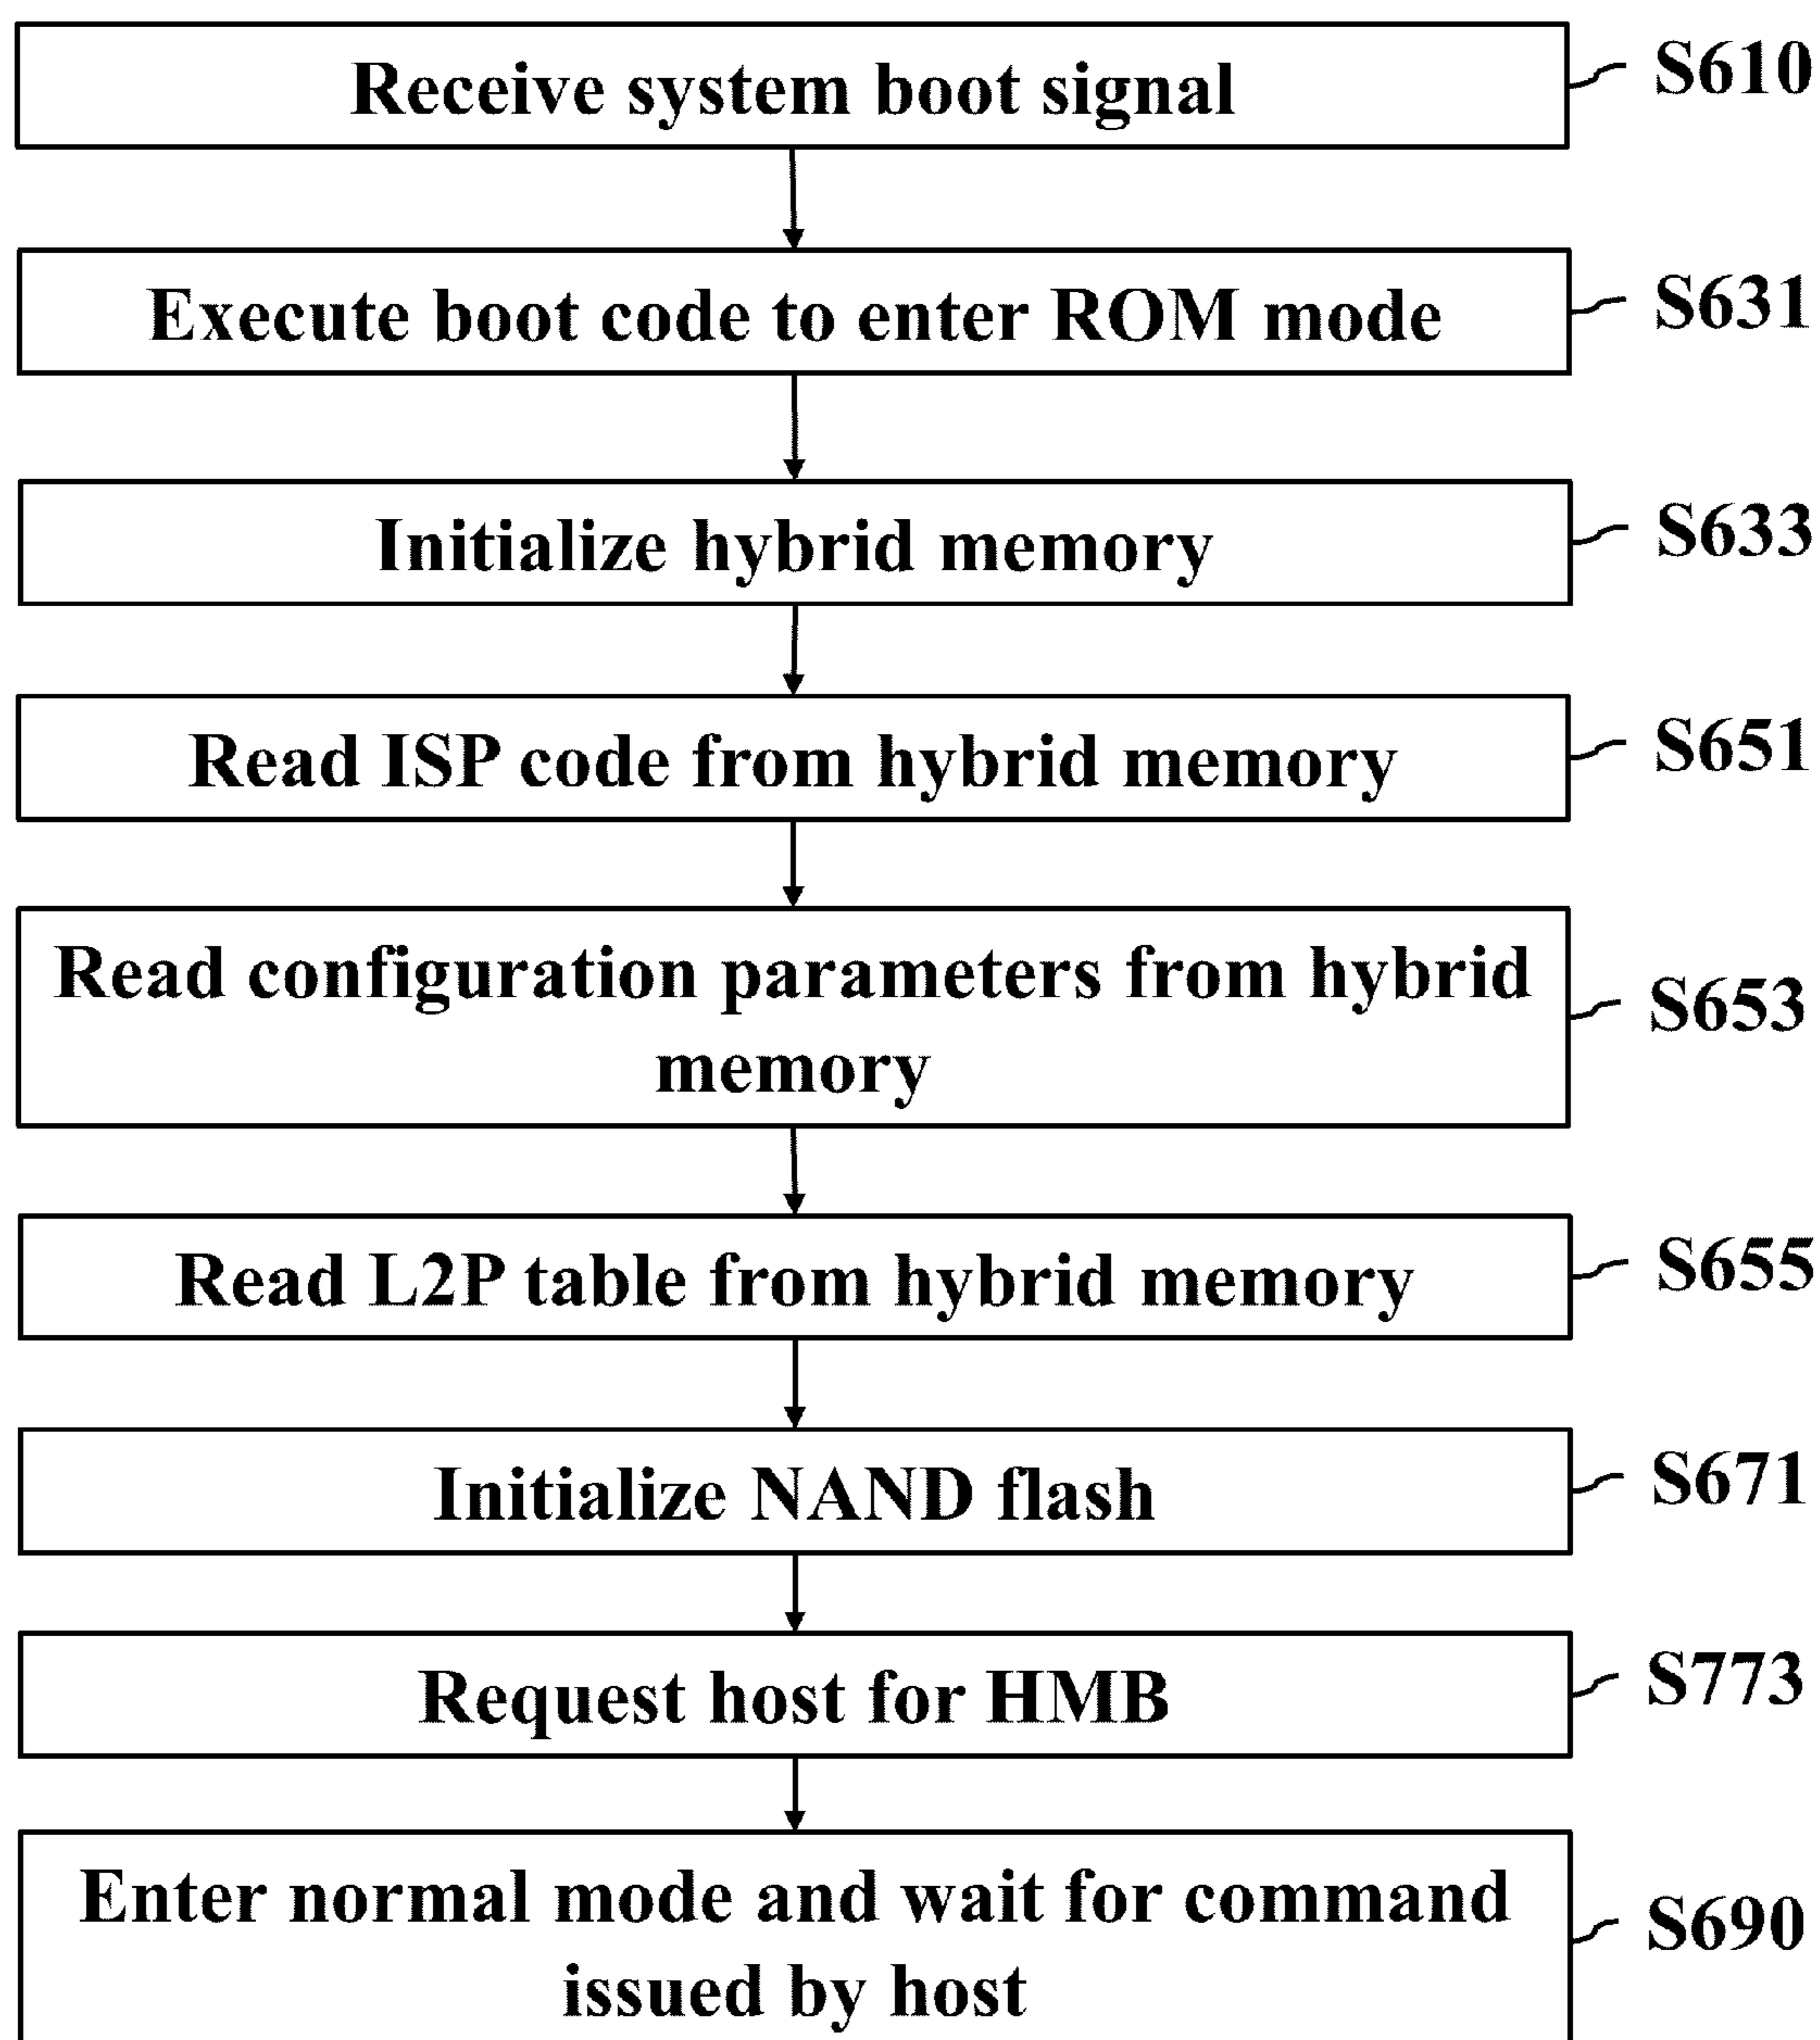 Receive system boot signal
S610
Execute boot code to enter ROM mode
S631
Initialize hybrid memory
S633
Read ISP code from hybrid memory
S651
Read configuration parameters from hybrid
memory
S653
Read L2P table from hybrid memory
S655
Initialize NAND flash
S671
Request host for HMB
S773
Enter normal mode and wait for command
issued by host
S690